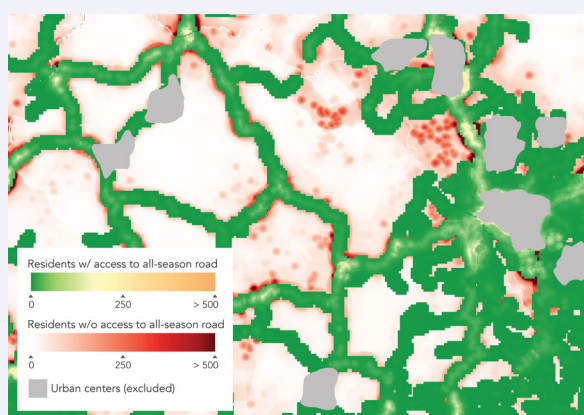 Residents w/ access to all-season road
0 250 > 500
Residents w/o access to all-season road
0 250 > 500
Urban centers (excluded)